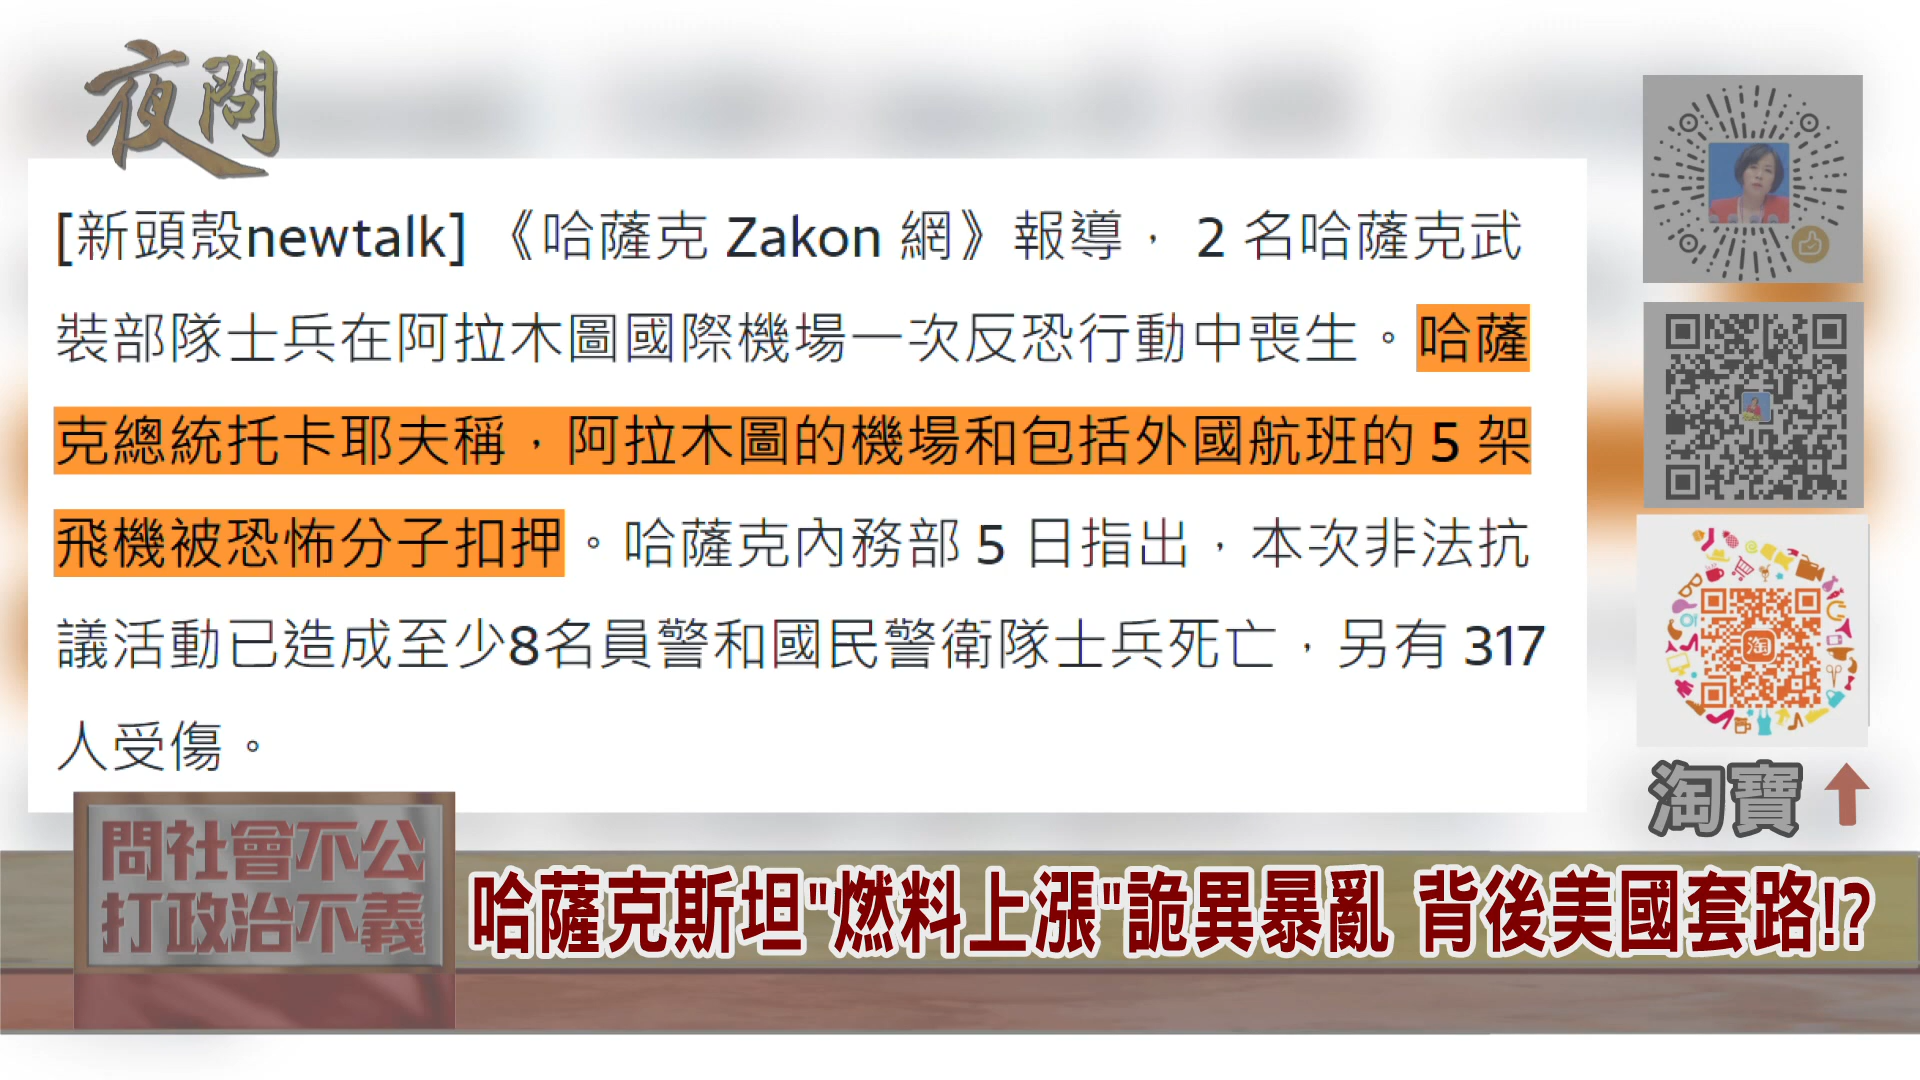 夜問
[新頭殼newtalk]《哈薩克 Zakon 網》報導，2 名哈薩克武
裝部隊士兵在阿拉木圖國際機場一次反恐行動中喪生。哈薩
克總統托卡耶夫稱，阿拉木圖的機場和包括外國航班的 5 架
飛機被恐怖分子扣押。哈薩克內務部 5 日指出，本次非法抗
議活動已造成至少8名員警和國民警衛隊士兵死亡，另有 317
人受傷。
淘
淘寶
問社會不公
打政治不義
哈薩克斯坦"燃料上漲"詭異暴亂 背後美國套路!?